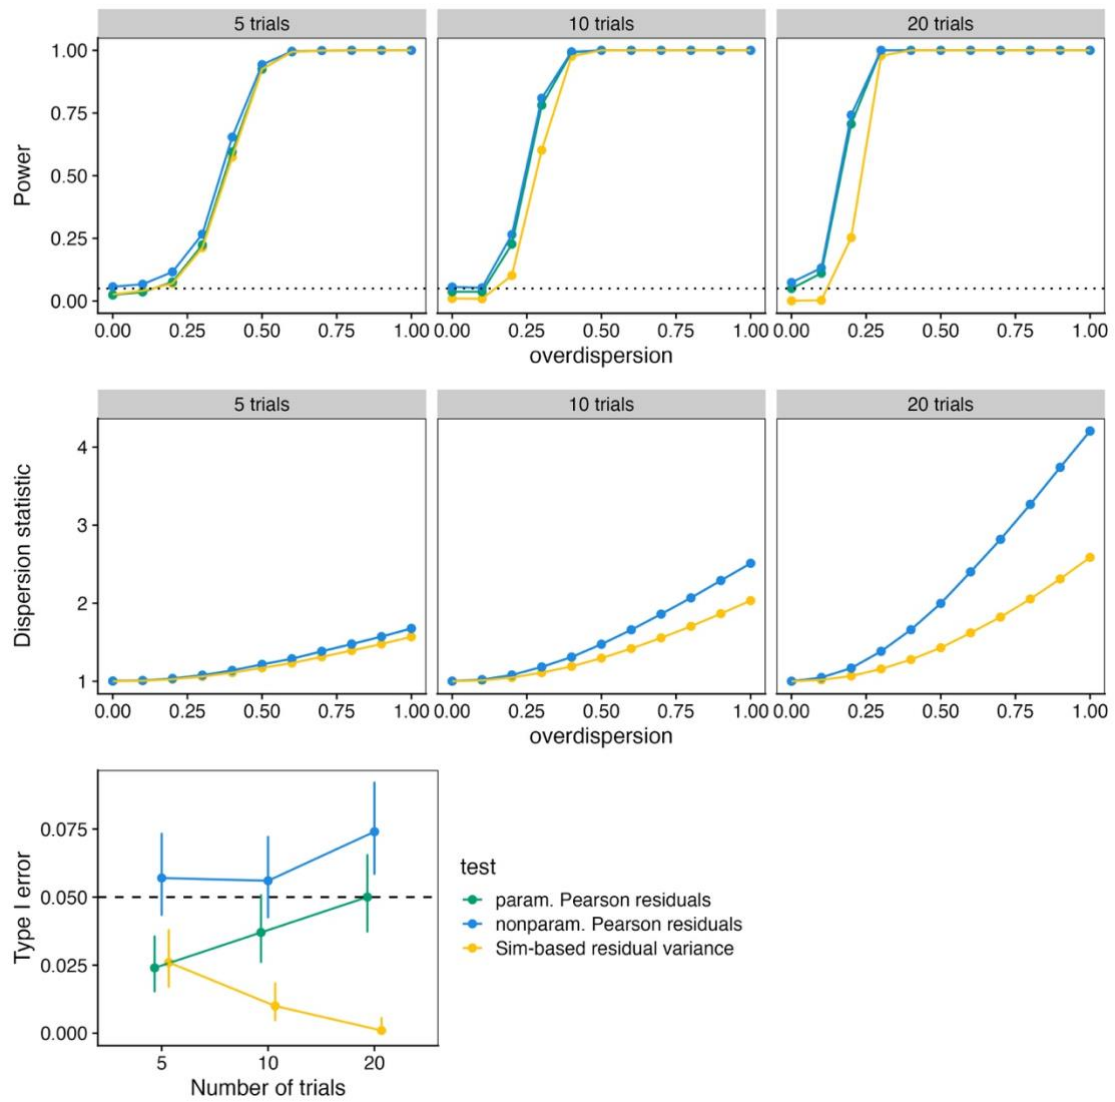 5 trials 10 trials 20 trials
1.00
0.75
0.50
0.25
0.00
Power
0.00 0.25 0.50 0.75 1.00 0.00 0.25 0.50 0.75 1.00 0.00 0.25 0.50 0.75 1.00
overdispersion
5 trials 10 trials 20 trials
4
3
2
1
Dispersion statistic
0.00 0.25 0.50 0.75 1.00 0.00 0.25 0.50 0.75 1.00 0.00 0.25 0.50 0.75 1.00
overdispersion
0.075
0.050
0.025
0.000
Type I error
5 10 20
Number of trials
test
param. Pearson residuals
nonparam. Pearson residuals
Sim-based residual variance